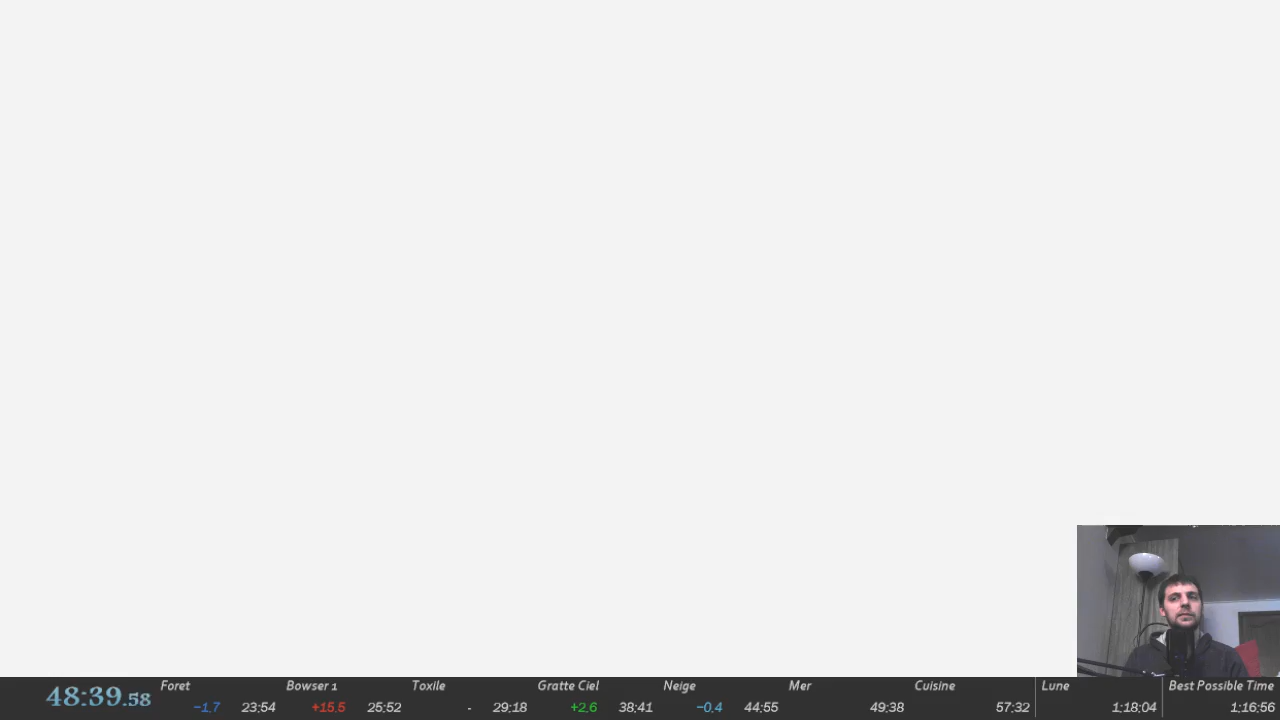 48:39.58
Foret Bowser 1 Toxile Gratte Ciel Neige Mer Cuisine Lune Best Possible Time
−1,7 23:54 +15,5 25:52 - 29:18 +2,6 38:41 −0,4 44:55 49:38 57:32 1:18:04 1:16:56